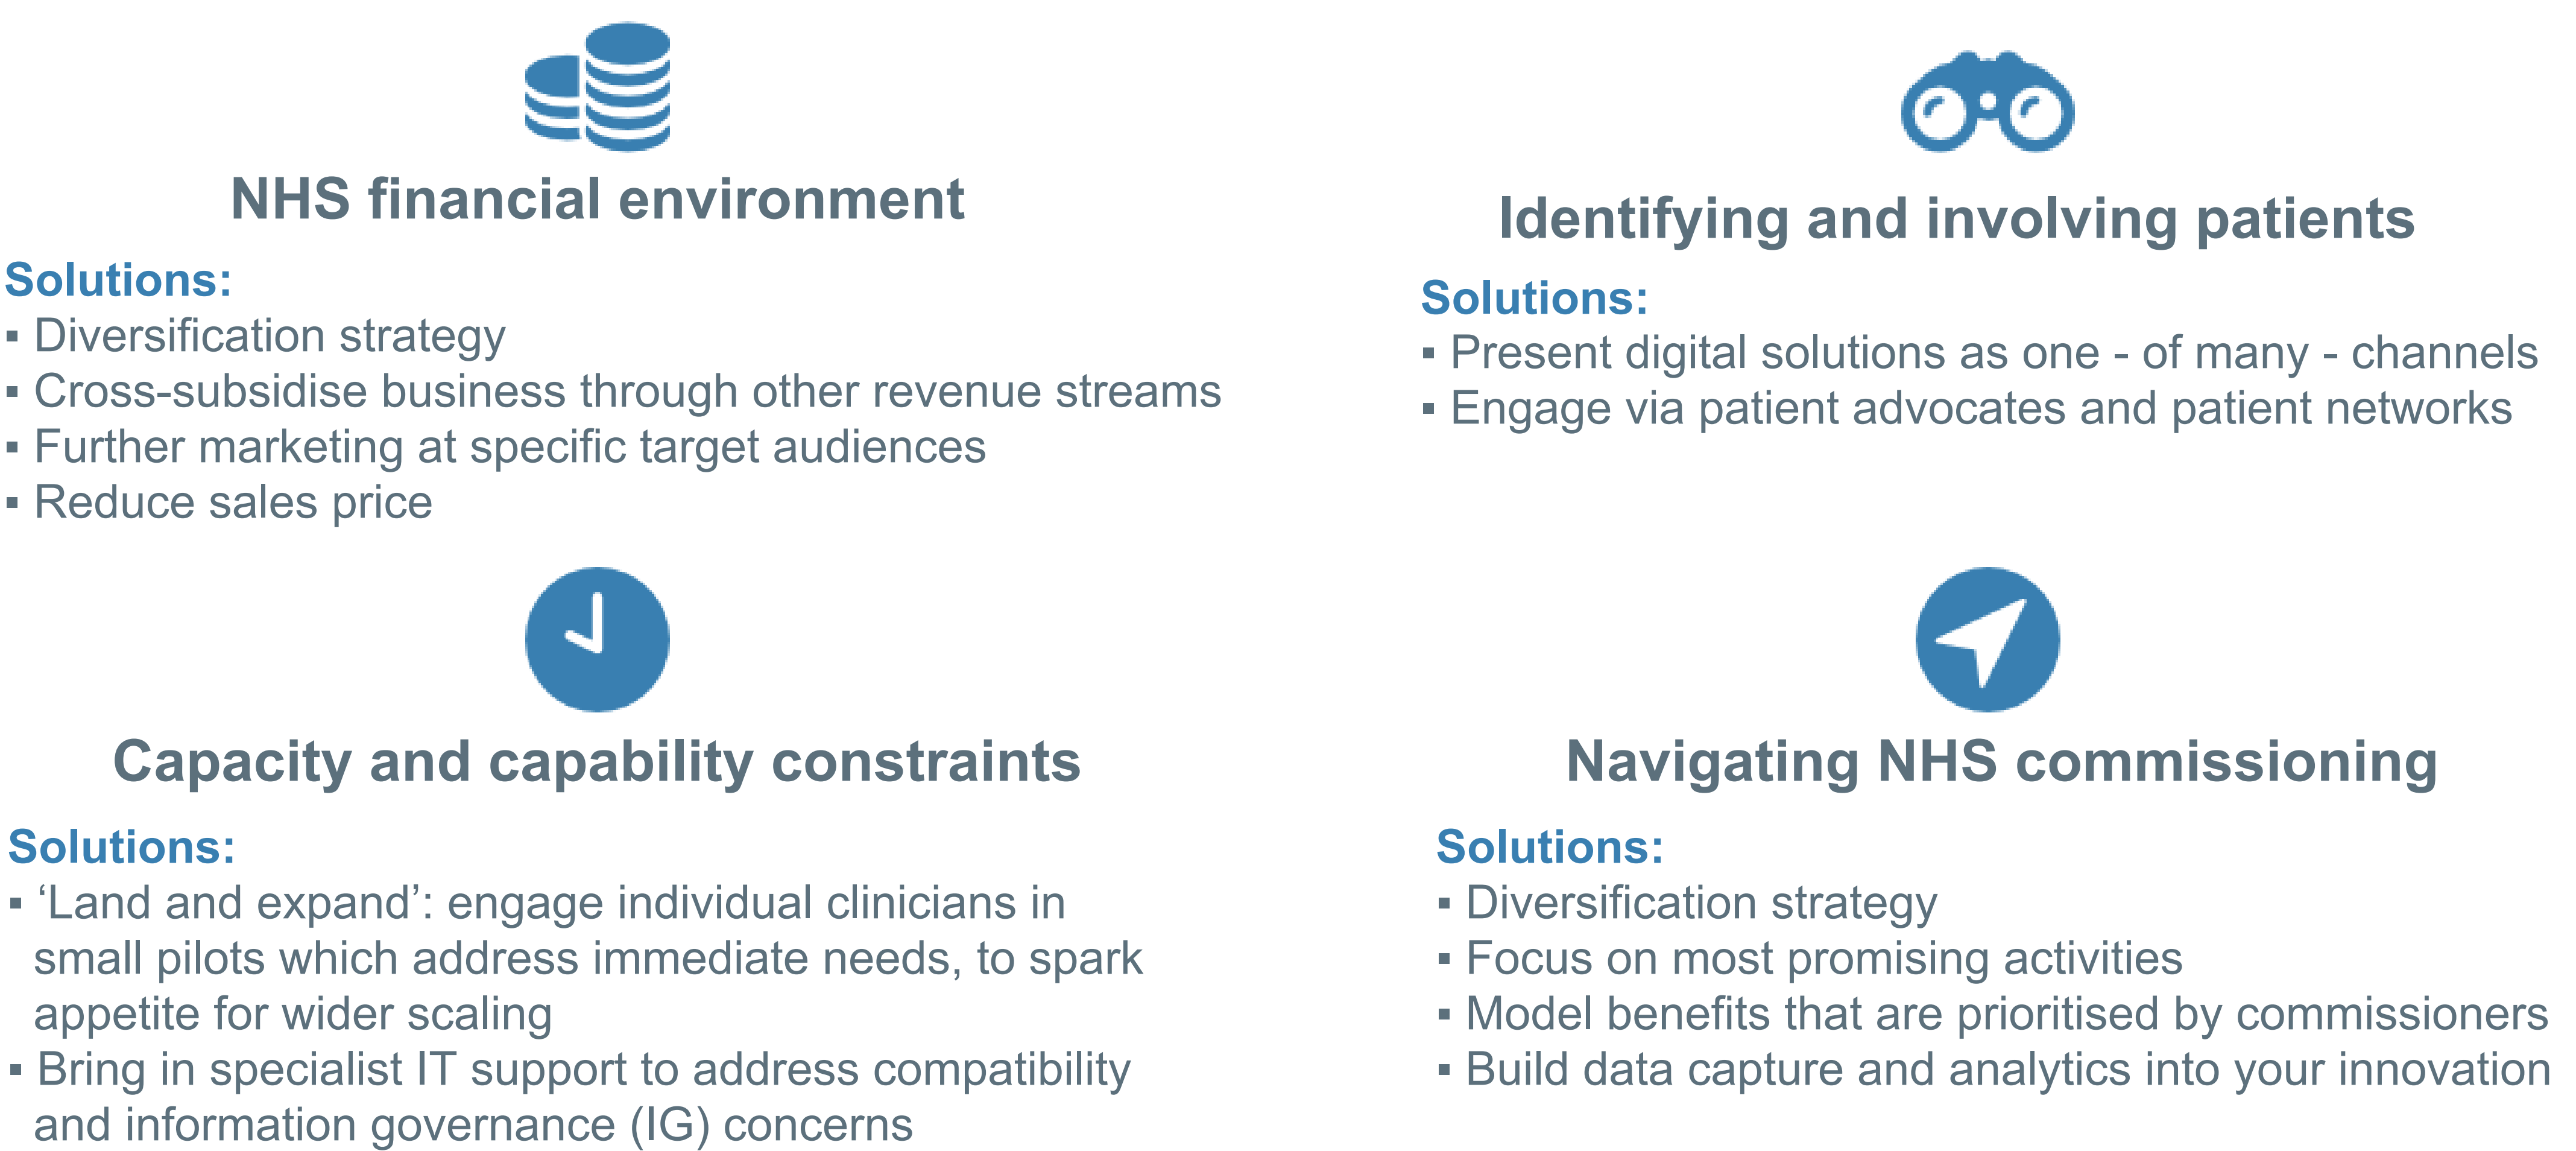 NHS financial environment
Solutions:
▪ Diversification strategy
▪ Cross-subsidise business through other revenue streams
▪ Further marketing at specific target audiences
▪ Reduce sales price
Identifying and involving patients
Solutions:
▪ Present digital solutions as one - of many - channels
▪ Engage via patient advocates and patient networks
Capacity and capability constraints
Solutions:
▪ ‘Land and expand’: engage individual clinicians in
small pilots which address immediate needs, to spark
appetite for wider scaling
▪ Bring in specialist IT support to address compatibility
and information governance (IG) concerns
Navigating NHS commissioning
Solutions:
▪ Diversification strategy
▪ Focus on most promising activities
▪ Model benefits that are prioritised by commissioners
▪ Build data capture and analytics into your innovation